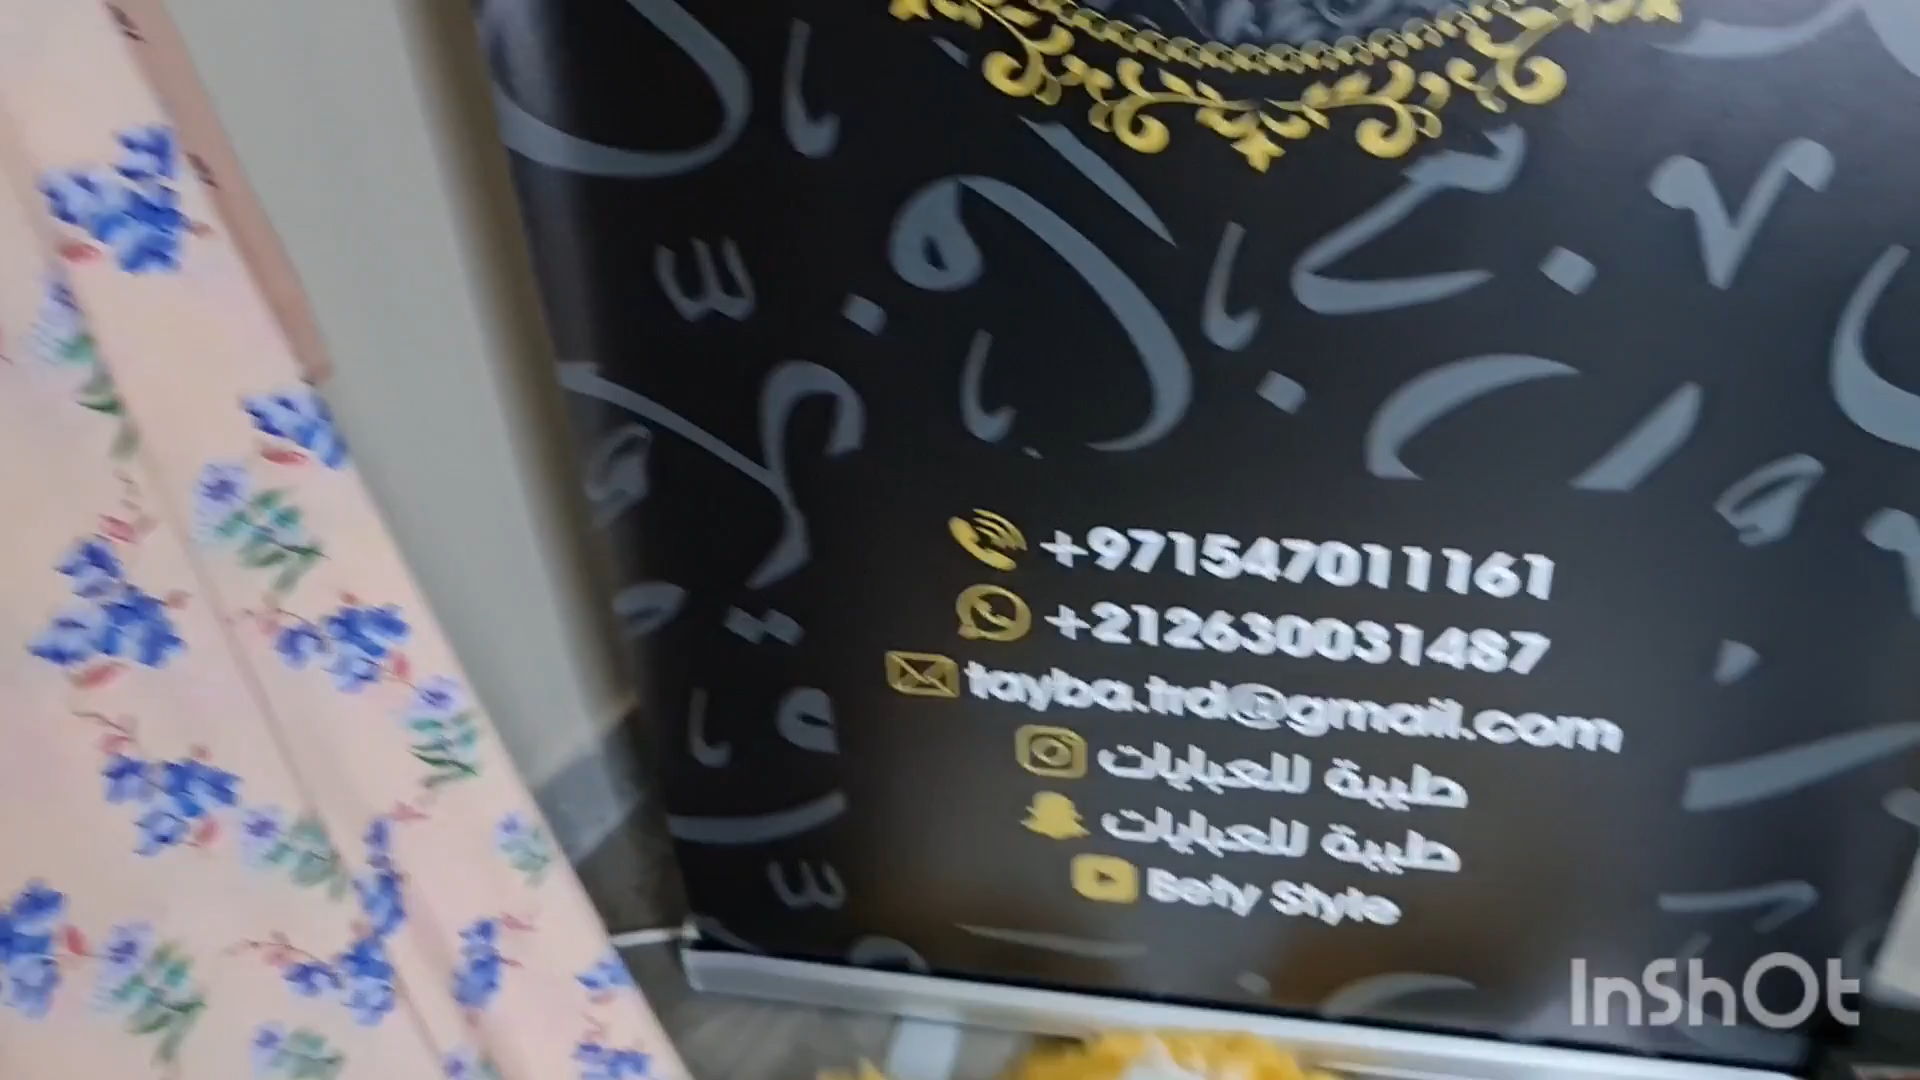 +971547011161
+212630031487
tayba.trd@gmail.com
طيبة للعبايات
طيبة للعبايات
Bety Style
InShOt